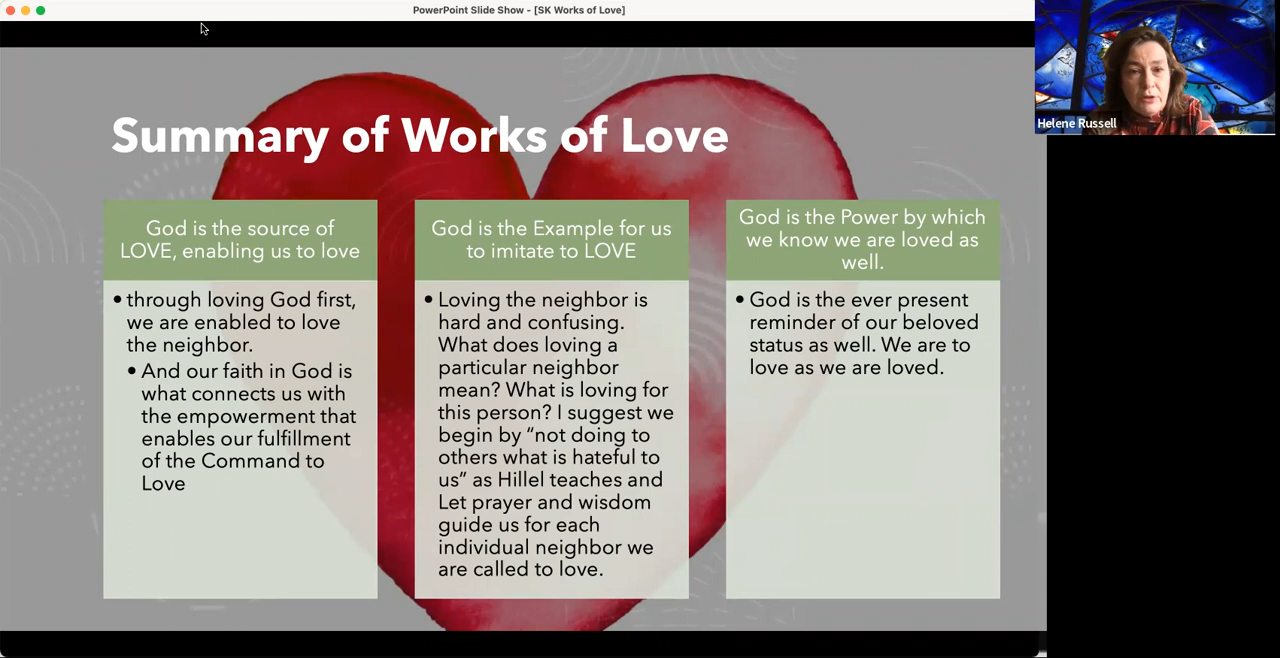 PowerPoint Slide Show - [SK Works of Love]
Helene Russell
Summary of Works of Love
God is the source of
LOVE, enabling us to love
• through loving God first,
we are enabled to love
the neighbor.
• And our faith in God is
what connects us with
the empowerment that
enables our fulfillment
of the Command to
Love
God is the Example for us
to imitate to LOVE
• Loving the neighbor is
hard and confusing.
What does loving a
particular neighbor
mean? What is loving for
this person? I suggest we
begin by “not doing to
others what is hateful to
us” as Hillel teaches and
Let prayer and wisdom
guide us for each
individual neighbor we
are called to love.
God is the Power by which
we know we are loved as
well.
• God is the ever present
reminder of our beloved
status as well. We are to
love as we are loved.